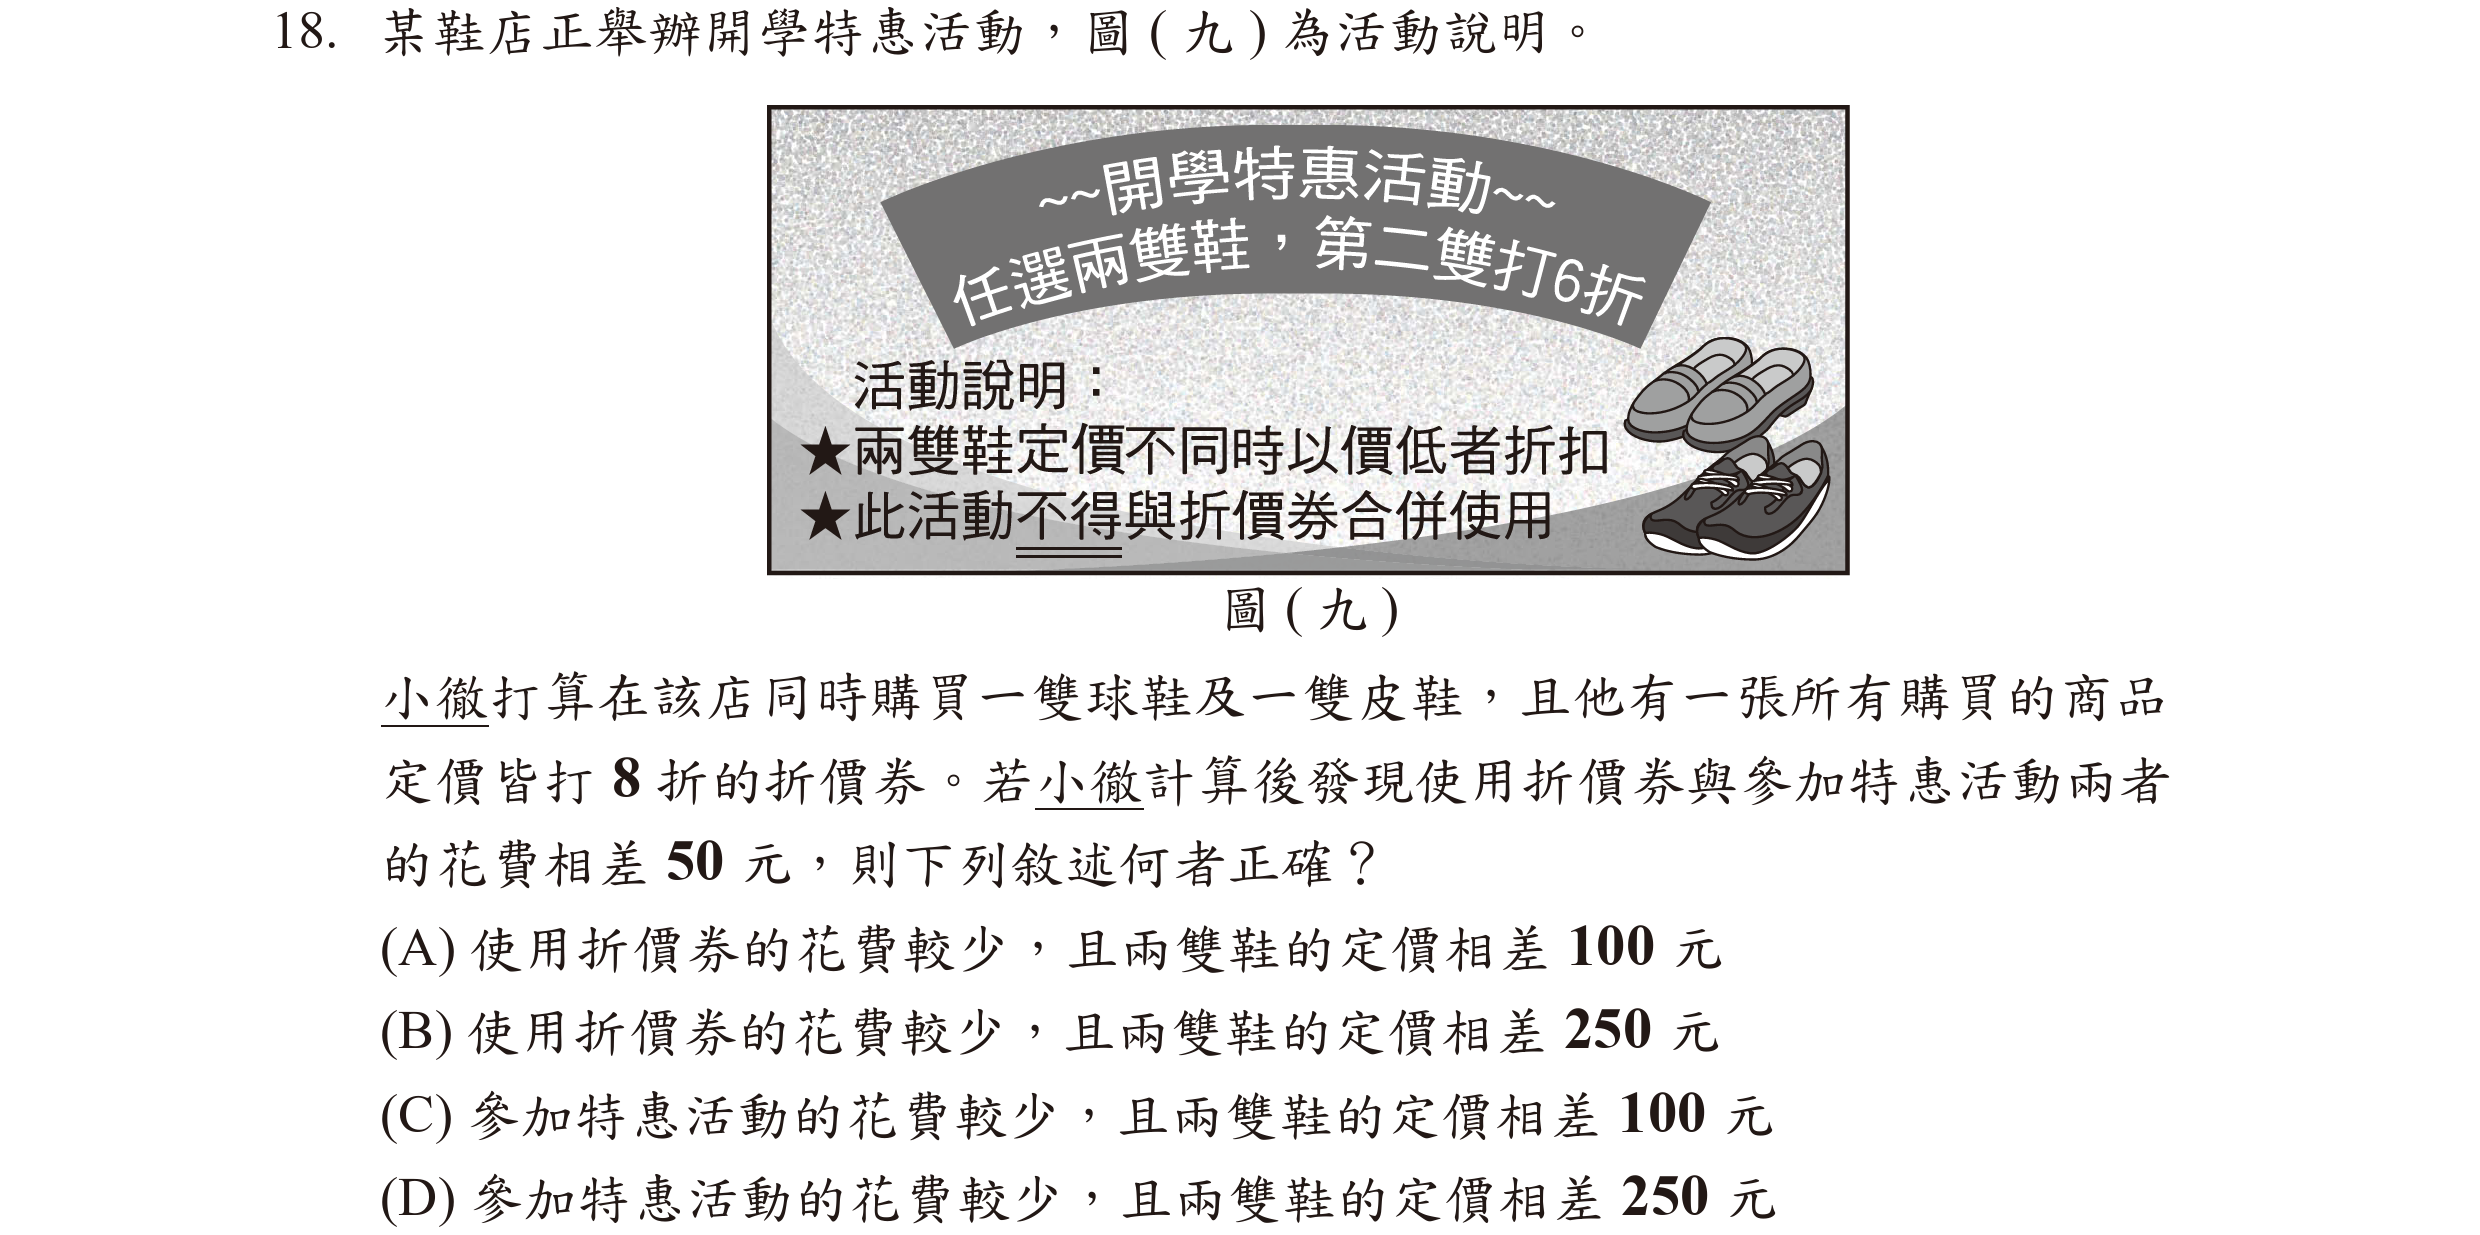 18. 某鞋店正舉辦開學特惠活動，圖(九)為活動說明。
~~開學特惠活動~~
任選兩雙鞋，第二雙打6折
活動說明：
★兩雙鞋定價不同時以價低者折扣
★此活動不得與折價券合併使用
圖(九)
小徹打算在該店同時購買一雙球鞋及一雙皮鞋，且他有一張所有購買的商品
定價皆打 8 折的折價券。若小徹計算後發現使用折價券與參加特惠活動兩者
的花費相差 50 元，則下列敘述何者正確？
(A) 使用折價券的花費較少，且兩雙鞋的定價相差 100 元
(B) 使用折價券的花費較少，且兩雙鞋的定價相差 250 元
(C) 參加特惠活動的花費較少，且兩雙鞋的定價相差 100 元
(D) 參加特惠活動的花費較少，且兩雙鞋的定價相差 250 元